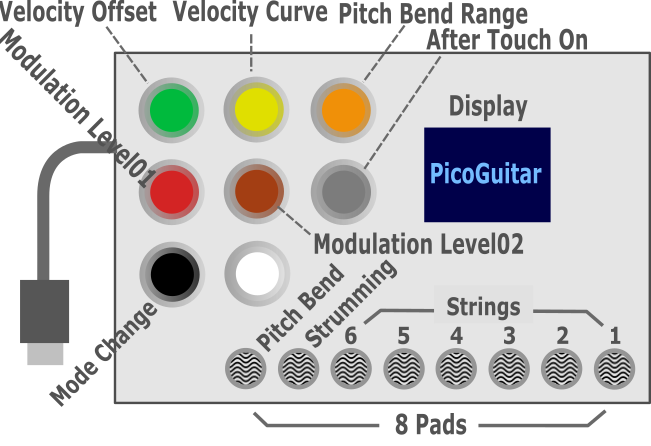 Velocity Offset
Velocity Curve
Pitch Bend Range
After Touch On
Modulation Level01
Display
PicoGuitar
Modulation Level02
Mode Change
Pitch Bend
Strumming
Strings
6 5 4 3 2 1
8 Pads